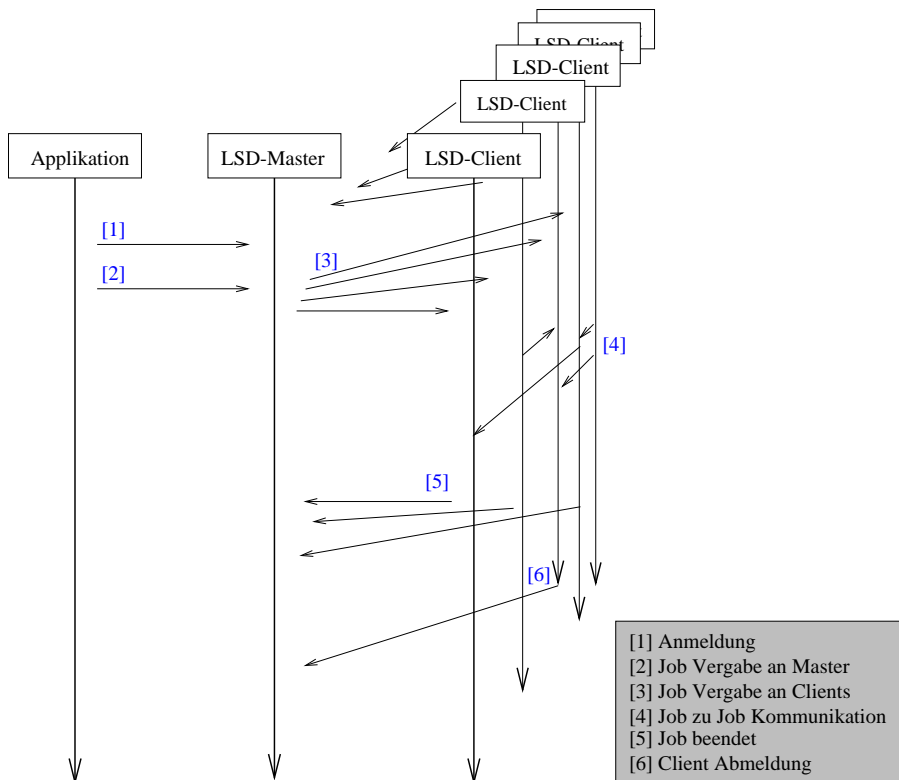 LSD-Client
LSD-Client
LSD-Client
Applikation
LSD-Master
LSD-Client
[1]
[2]
[3]
[4]
[5]
[6]
[1] Anmeldung
[2] Job Vergabe an Master
[3] Job Vergabe an Clients
[4] Job zu Job Kommunikation
[5] Job beendet
[6] Client Abmeldung